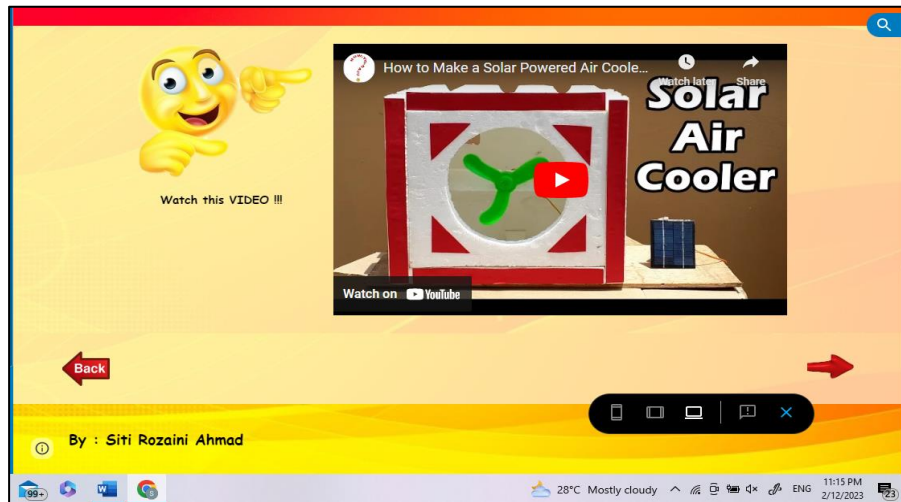 How to Make a Solar Powered Air Coole...
Watch later
Share
Solar
Air
Cooler
Watch this VIDEO !!!
Watch on YouTube
Back
By : Siti Rozaini Ahmad
99+
28°C Mostly cloudy
ENG
11:15 PM
2/12/2023
23